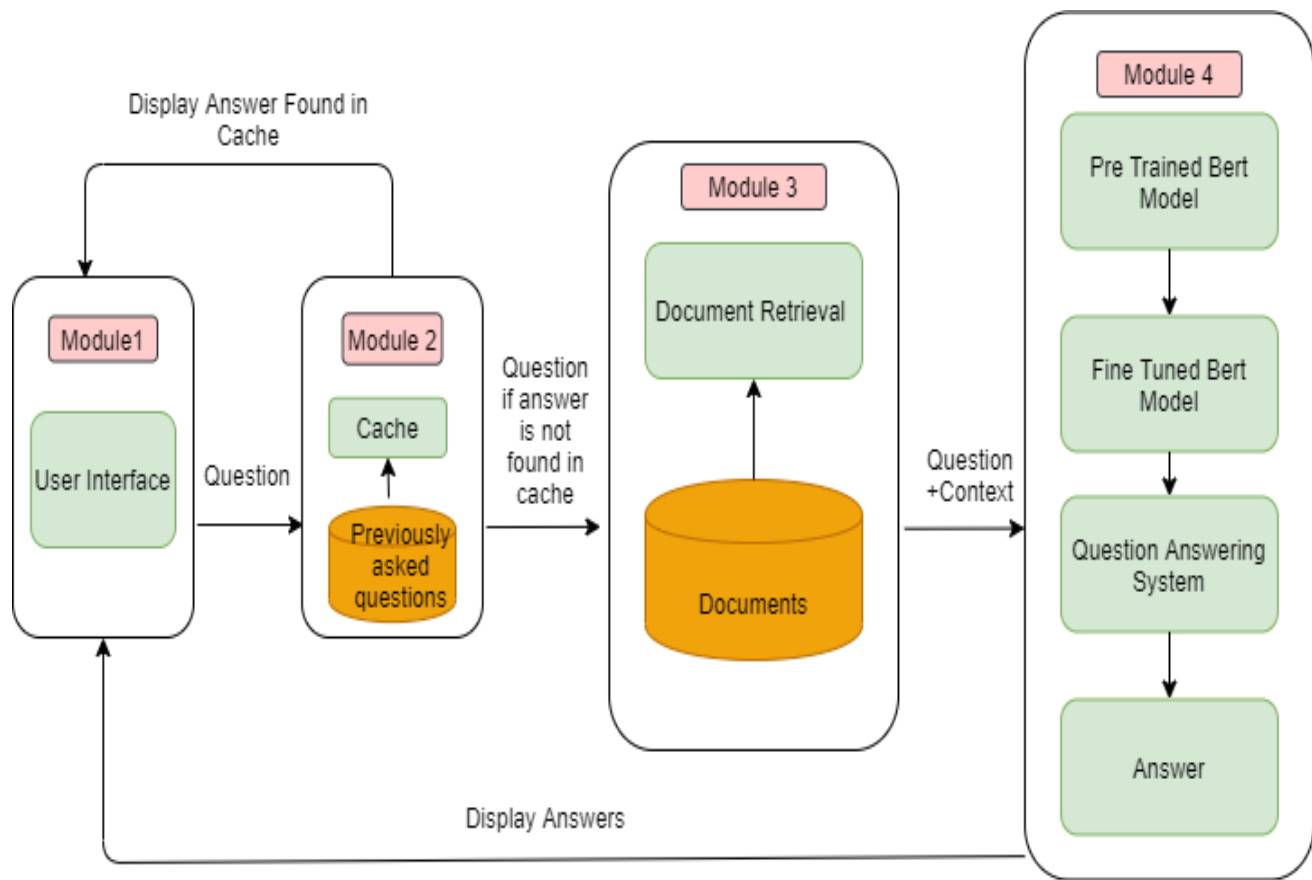 Display Answer Found in
Cache
Module1
User Interface
Question
Module 2
Cache
Previously
asked
questions
Question
if answer
is not
found in
cache
Module 3
Document Retrieval
Documents
Question
+Context
Module 4
Pre Trained Bert
Model
Fine Tuned Bert
Model
Question Answering
System
Answer
Display Answers